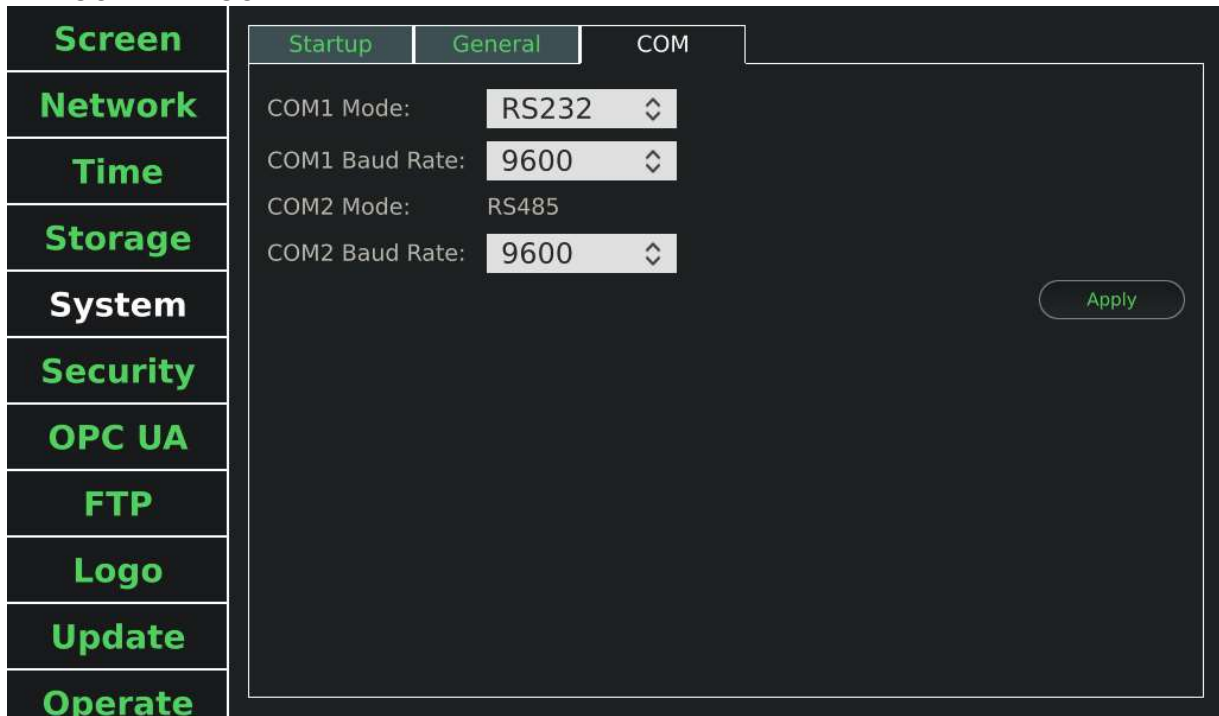 Screen
Network
Time
Storage
System
Security
OPC UA
FTP
Logo
Update
Operate
Startup General COM
COM1 Mode: RS232
COM1 Baud Rate: 9600
COM2 Mode: RS485
COM2 Baud Rate: 9600
Apply